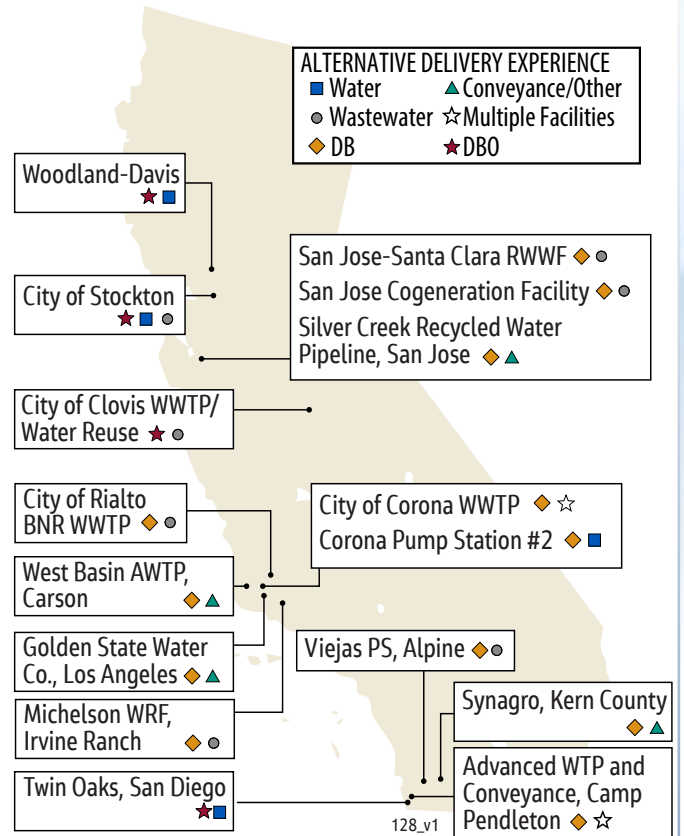 ALTERNATIVE DELIVERY EXPERIENCE
Water
Conveyance/Other
Wastewater
Multiple Facilities
DB
DBO
Woodland-Davis
City of Stockton
San Jose-Santa Clara RWWF
San Jose Cogeneration Facility
Silver Creek Recycled Water
Pipeline, San Jose
City of Clovis WWTP/
Water Reuse
City of Rialto
BNR WWTP
City of Corona WWTP
Corona Pump Station #2
West Basin AWTP,
Carson
Golden State Water
Co., Los Angeles
Viejas PS, Alpine
Michelson WRF,
Irvine Ranch
Synagro, Kern County
Twin Oaks, San Diego
Advanced WTP and
Conveyance, Camp
Pendleton
128_v1